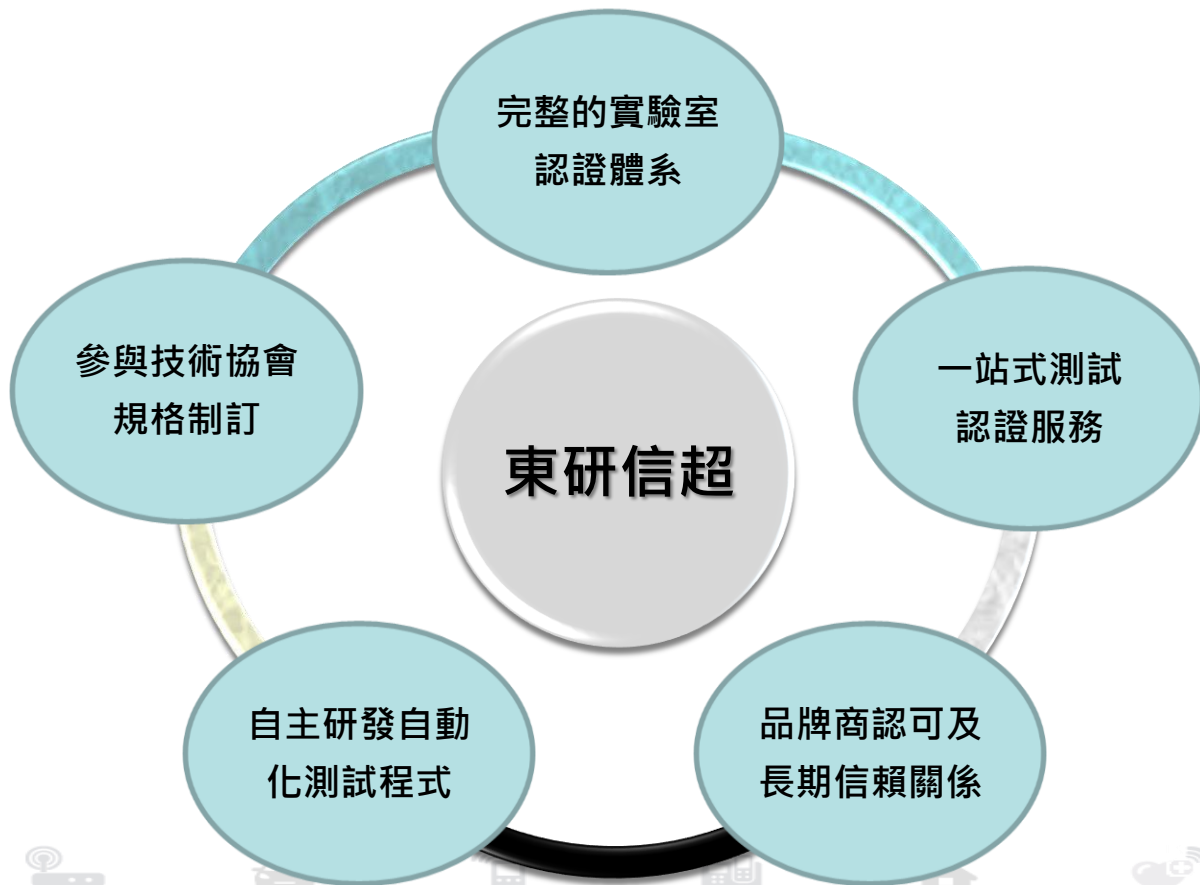 完整的實驗室
認證體系
參與技術協會
規格制訂
一站式測試
認證服務
東研信超
自主研發自動
化測試程式
品牌商認可及
長期信賴關係